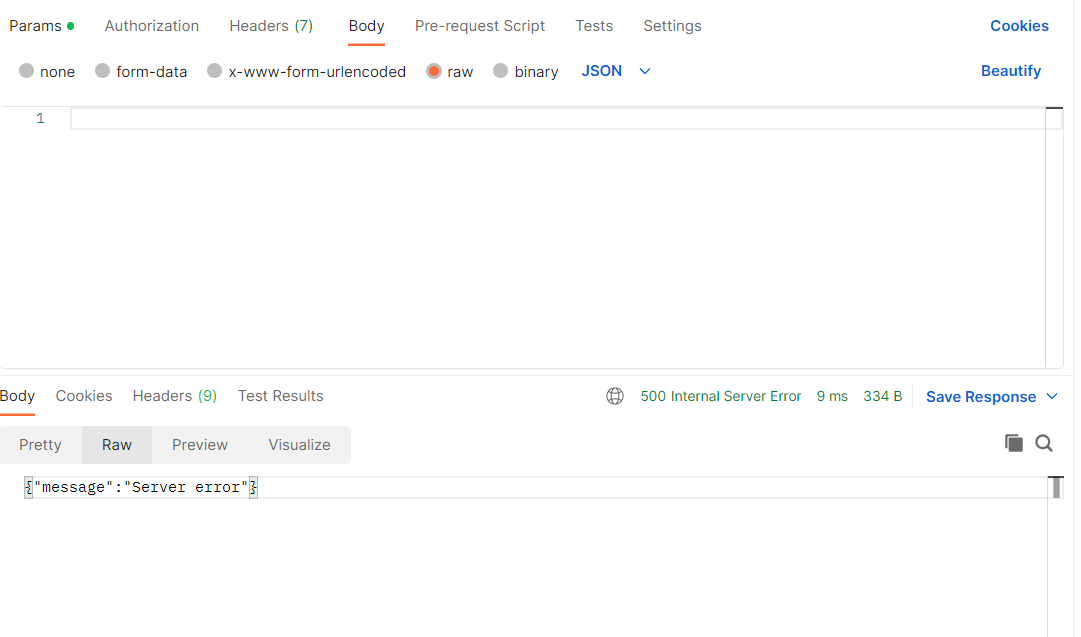 Params Authorization Headers (7) Body Pre-request Script Tests Settings Cookies
none form-data x-www-form-urlencoded raw binary JSON Beautify
1
Body Cookies Headers (9) Test Results 500 Internal Server Error 9 ms 334 B Save Response
Pretty Raw Preview Visualize
{"message":"Server error"}